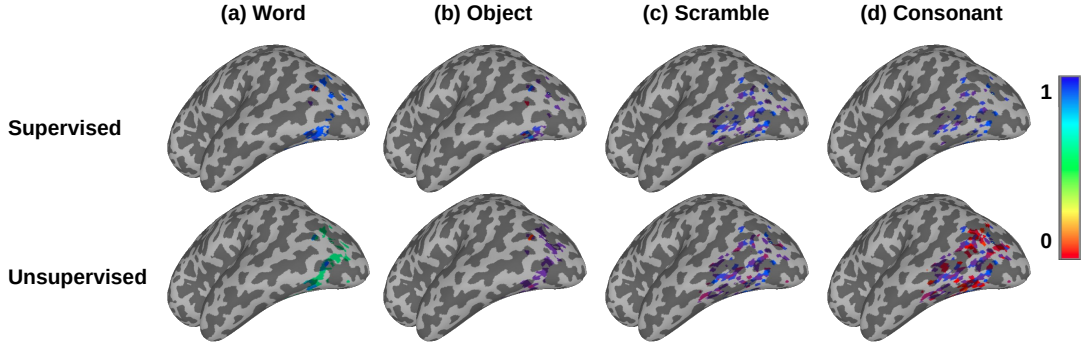 (a) Word (b) Object (c) Scramble (d) Consonant
Supervised
1
0
Unsupervised